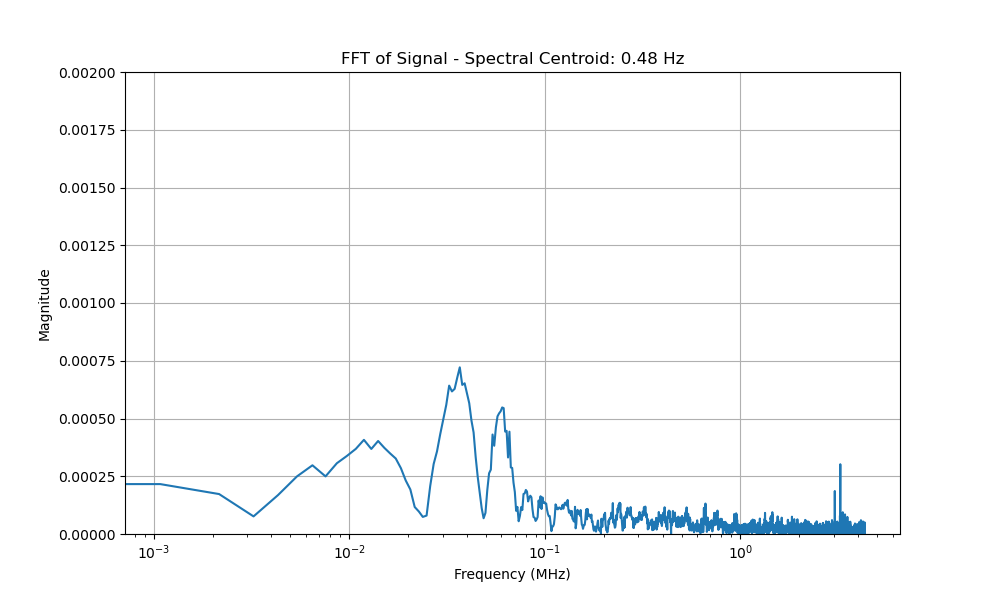 FFT of Signal - Spectral Centroid: 0.48 Hz
0.00200
0.00175
0.00150
0.00125
0.00100
0.00075
0.00050
0.00025
0.00000
Magnitude
10⁻³ 10⁻² 10⁻¹ 10⁰
Frequency (MHz)